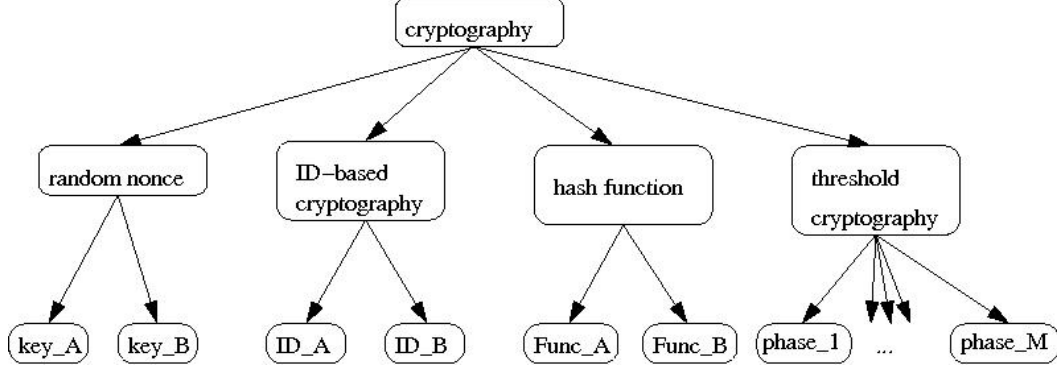 cryptography
random nonce
ID-based
cryptography
hash function
threshold
cryptography
key_A
key_B
ID_A
ID_B
Func_A
Func_B
phase_1
...
phase_M